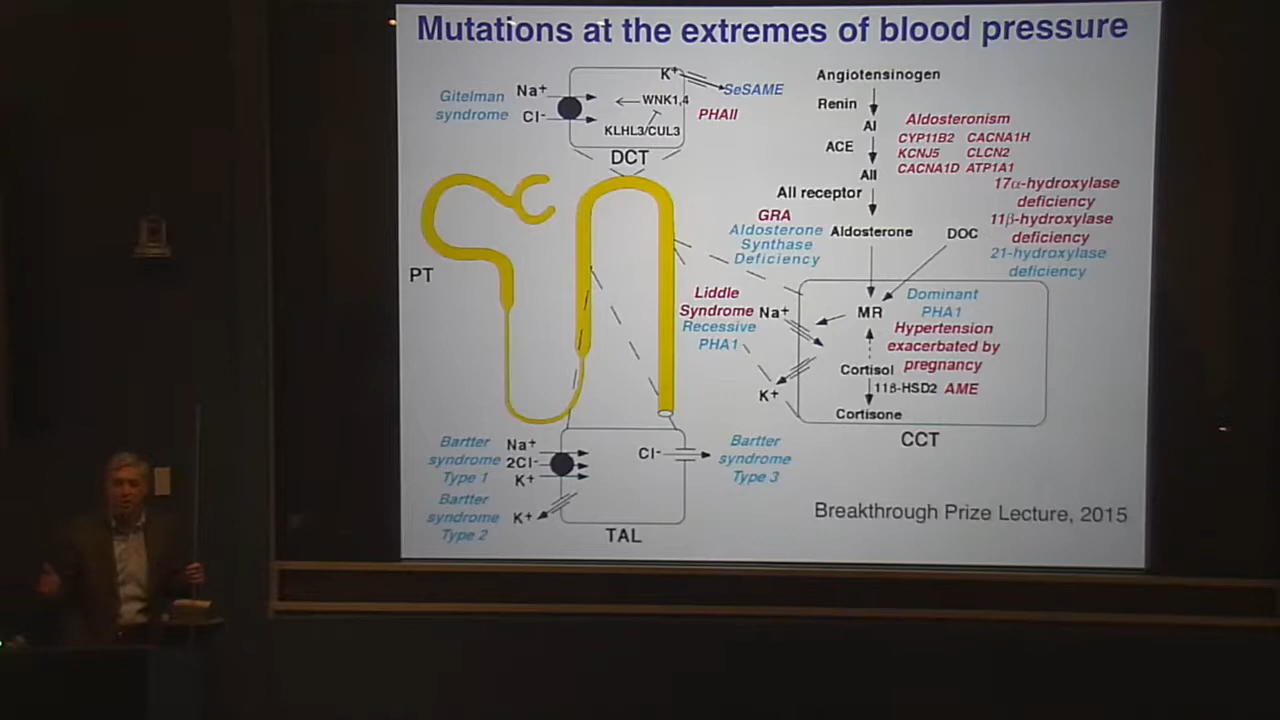 Mutations at the extremes of blood pressure
Gitelman
syndrome
Na+
Cl-
K+
SeSAME
WNK1,4
PHAII
KLHL3/CUL3
DCT
PT
Angiotensinogen
Renin
AI
ACE
AII
AII receptor
Aldosterone
DOC
Aldosteronism
CYP11B2 CACNA1H
KCNJ5 CLCN2
CACNA1D ATP1A1
17α-hydroxylase
deficiency
11β-hydroxylase
deficiency
21-hydroxylase
deficiency
GRA
Aldosterone
Synthase
Deficiency
Liddle
Syndrome
Recessive
PHA1
Na+
K+
MR
Dominant
PHA1
Hypertension
exacerbated by
pregnancy
Cortisol
11β-HSD2 AME
Cortisone
CCT
Bartter
syndrome
Type 1
Na+
2Cl-
K+
Bartter
syndrome
Type 2
K+
Cl-
Bartter
syndrome
Type 3
TAL
Breakthrough Prize Lecture, 2015